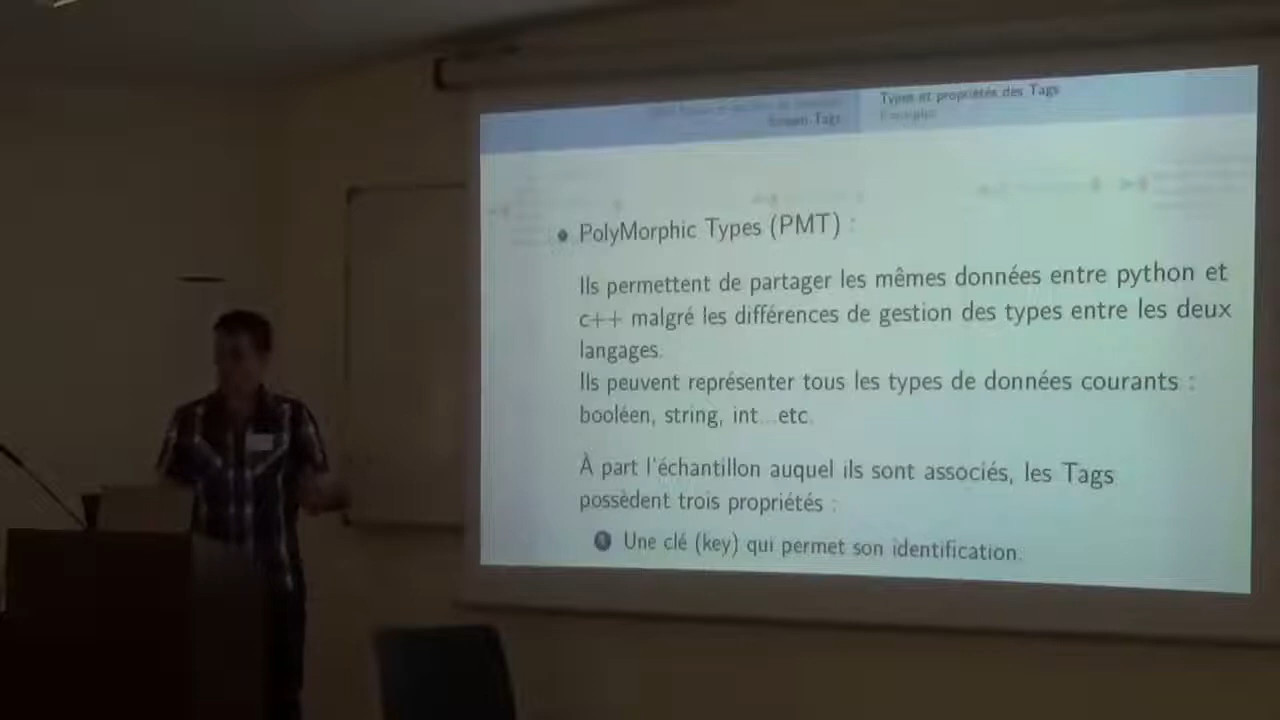 Types et propriétés des Tags
Stream Tags
PolyMorphic Types (PMT) :
Ils permettent de partager les mêmes données entre python et
c++ malgré les différences de gestion des types entre les deux
langages.
Ils peuvent représenter tous les types de données courants :
booléen, string, int...etc.
À part l'échantillon auquel ils sont associés, les Tags
possèdent trois propriétés :
1 Une clé (key) qui permet son identification.